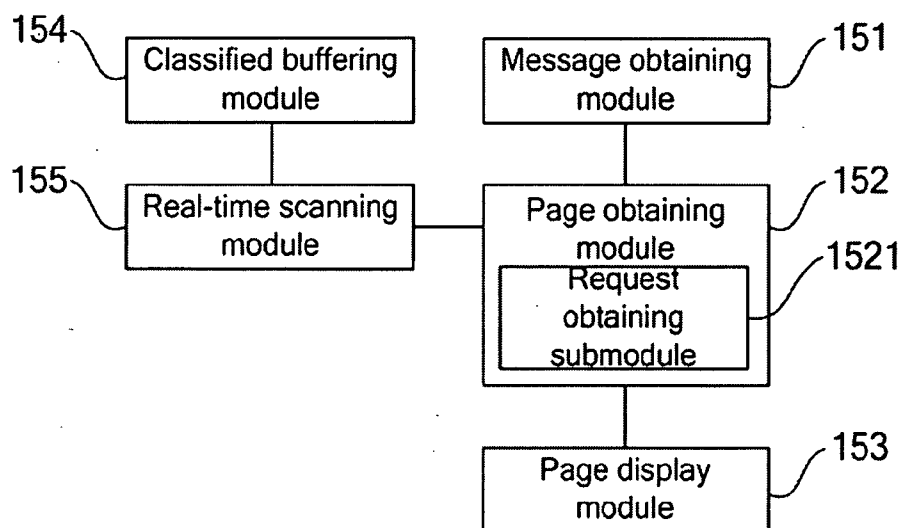 154
Classified buffering
module
Message obtaining
module
151
155
Real-time scanning
module
Page obtaining
module
152
Request
obtaining
submodule
1521
Page display
module
153